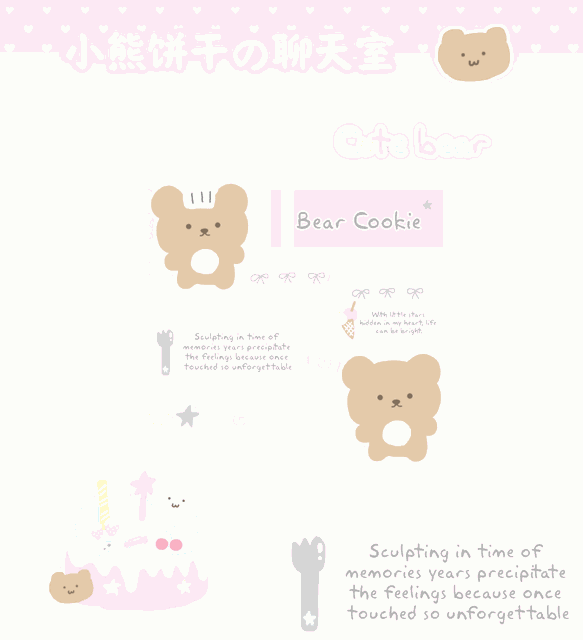 小熊饼干の聊天室
Cute bear
Bear Cookie
With little stars
hidden in my heart, life
can be bright.
Sculpting in time of
memories years precipitate
the feelings because once
touched so unforgettable
Sculpting in time of
memories years precipitate
the feelings because once
touched so unforgettable